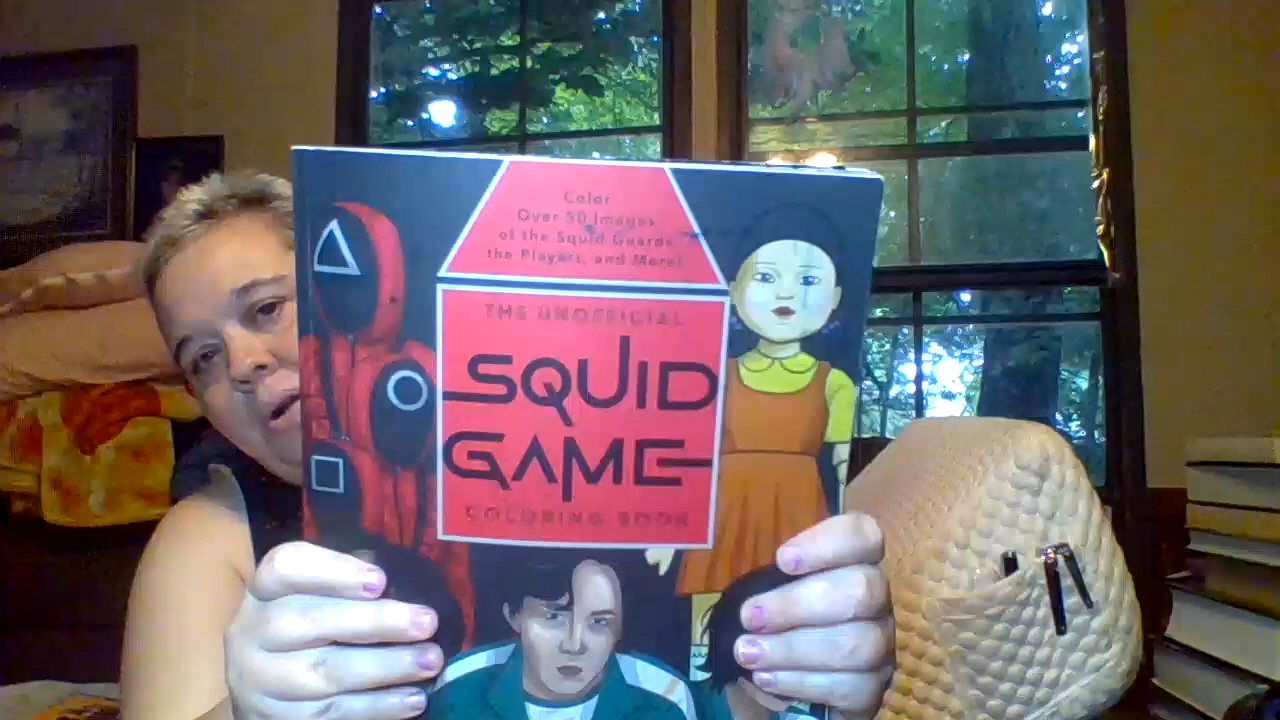 Color
Over 50 Images
of the Squid Guards,
the Players, and More!
THE UNOFFICIAL
SQUID
GAME
COLORING BOOK